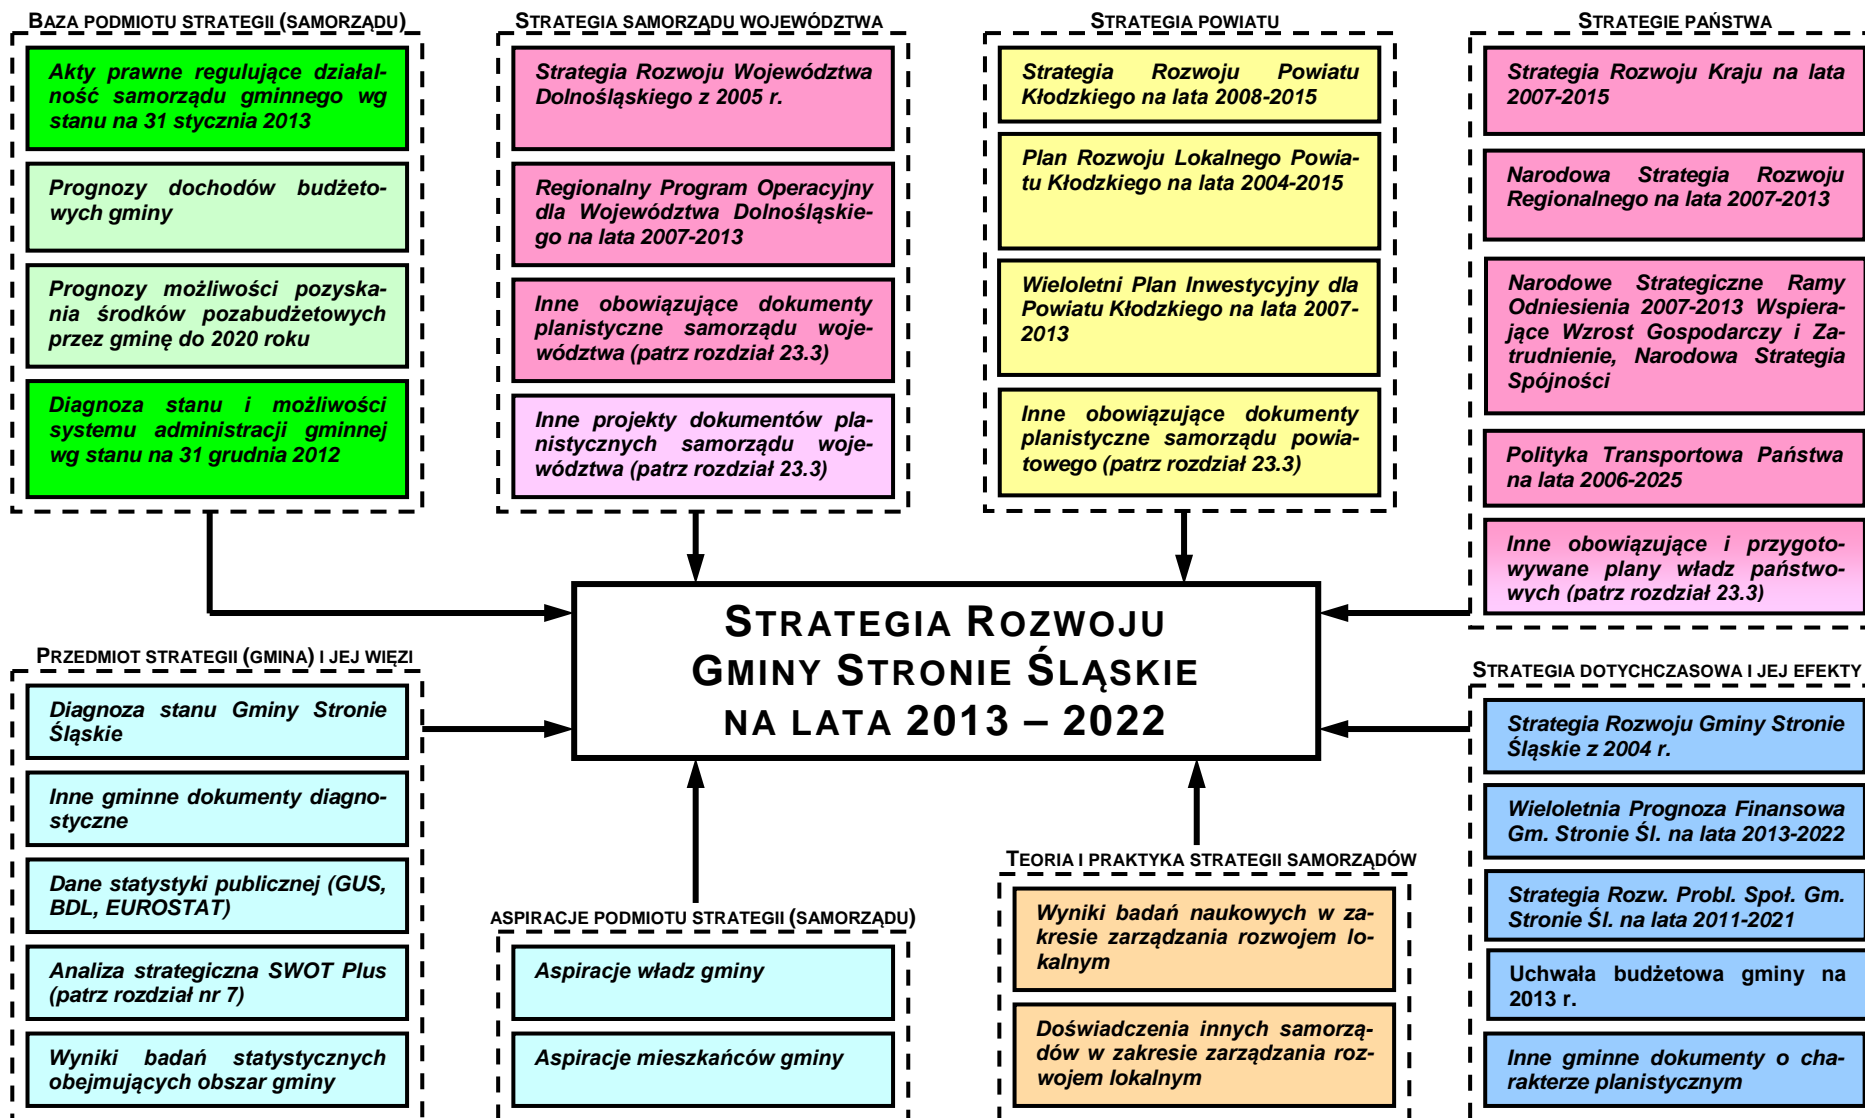 BAZA PODMIOTU STRATEGII (SAMORZĄDU)
Akty prawne regulujące działal-
ność samorządu gminnego wg
stanu na 31 stycznia 2013
Prognozy dochodów budżeto-
wych gminy
Prognozy możliwości pozyska-
nia środków pozabudżetowych
przez gminę do 2020 roku
Diagnoza stanu i możliwości
systemu administracji gminnej
wg stanu na 31 grudnia 2012
STRATEGIA SAMORZĄDU WOJEWÓDZTWA
Strategia Rozwoju Województwa
Dolnośląskiego z 2005 r.
Regionalny Program Operacyjny
dla Województwa Dolnośląskie-
go na lata 2007-2013
Inne obowiązujące dokumenty
planistyczne samorządu woje-
wództwa (patrz rozdział 23.3)
Inne projekty dokumentów pla-
nistycznych samorządu woje-
wództwa (patrz rozdział 23.3)
STRATEGIA POWIATU
Strategia Rozwoju Powiatu
Kłodzkiego na lata 2008-2015
Plan Rozwoju Lokalnego Powia-
tu Kłodzkiego na lata 2004-2015
Wieloletni Plan Inwestycyjny dla
Powiatu Kłodzkiego na lata 2007-
2013
Inne obowiązujące dokumenty
planistyczne samorządu powia-
towego (patrz rozdział 23.3)
STRATEGIE PAŃSTWA
Strategia Rozwoju Kraju na lata
2007-2015
Narodowa Strategia Rozwoju
Regionalnego na lata 2007-2013
Narodowe Strategiczne Ramy
Odniesienia 2007-2013 Wspiera-
jące Wzrost Gospodarczy i Za-
trudnienie, Narodowa Strategia
Spójności
Polityka Transportowa Państwa
na lata 2006-2025
Inne obowiązujące i przygoto-
wywane plany władz państwo-
wych (patrz rozdział 23.3)
STRATEGIA ROZWOJU
GMINY STRONIE ŚLĄSKIE
NA LATA 2013 – 2022
PRZEDMIOT STRATEGII (GMINA) I JEJ WIĘZI
Diagnoza stanu Gminy Stronie
Śląskie
Inne gminne dokumenty diagno-
styczne
Dane statystyki publicznej (GUS,
BDL, EUROSTAT)
Analiza strategiczna SWOT Plus
(patrz rozdział nr 7)
Wyniki badań statystycznych
obejmujących obszar gminy
ASPIRACJE PODMIOTU STRATEGII (SAMORZĄDU)
Aspiracje władz gminy
Aspiracje mieszkańców gminy
TEORIA I PRAKTYKA STRATEGII SAMORZĄDÓW
Wyniki badań naukowych w za-
kresie zarządzania rozwojem lo-
kalnym
Doświadczenia innych samorzą-
dów w zakresie zarządzania roz-
wojem lokalnym
STRATEGIA DOTYCHCZASOWA I JEJ EFEKTY
Strategia Rozwoju Gminy Stronie
Śląskie z 2004 r.
Wieloletnia Prognoza Finansowa
Gm. Stronie Śl. na lata 2013-2022
Strategia Rozw. Probl. Społ. Gm.
Stronie Śl. na lata 2011-2021
Uchwała budżetowa gminy na
2013 r.
Inne gminne dokumenty o cha-
rakterze planistycznym